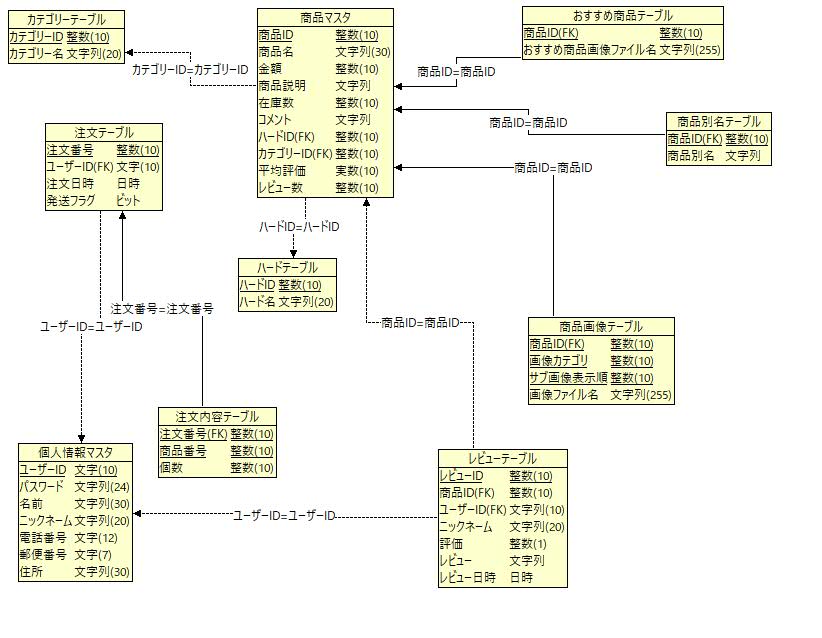 カテゴリーテーブル
カテゴリーID 整数(10)
カテゴリー名 文字列(20)
商品マスタ
商品ID 整数(10)
商品名 文字列(30)
金額 整数(10)
商品説明 文字列
在庫数 整数(10)
コメント 文字列
ハードID(FK) 整数(10)
カテゴリーID(FK) 整数(10)
平均評価 実数(10)
レビュー数 整数(10)
おすすめ商品テーブル
商品ID(FK) 整数(10)
おすすめ商品画像ファイル名 文字列(255)
カテゴリーID=カテゴリーID
商品ID=商品ID
商品ID=商品ID
商品別名テーブル
商品ID(FK) 整数(10)
商品別名 文字列
注文テーブル
注文番号 整数(10)
ユーザーID(FK) 文字(10)
注文日時 日時
発送フラグ ビット
商品ID=商品ID
ハードID=ハードID
ハードテーブル
ハードID 整数(10)
ハード名 文字列(20)
注文番号=注文番号
ユーザーID=ユーザーID
商品ID=商品ID
商品画像テーブル
商品ID(FK) 整数(10)
画像カテゴリ 整数(10)
サブ画像表示順 整数(10)
画像ファイル名 文字列(255)
注文内容テーブル
注文番号(FK) 整数(10)
商品番号 整数(10)
個数 整数(10)
個人情報マスタ
ユーザーID 文字(10)
パスワード 文字列(24)
名前 文字列(30)
ニックネーム 文字列(20)
電話番号 文字(12)
郵便番号 文字(7)
住所 文字列(30)
ユーザーID=ユーザーID
レビューテーブル
レビューID 整数(10)
商品ID(FK) 整数(10)
ユーザーID(FK) 文字列(10)
ニックネーム 文字列(20)
評価 整数(1)
レビュー 文字列
レビュー日時 日時